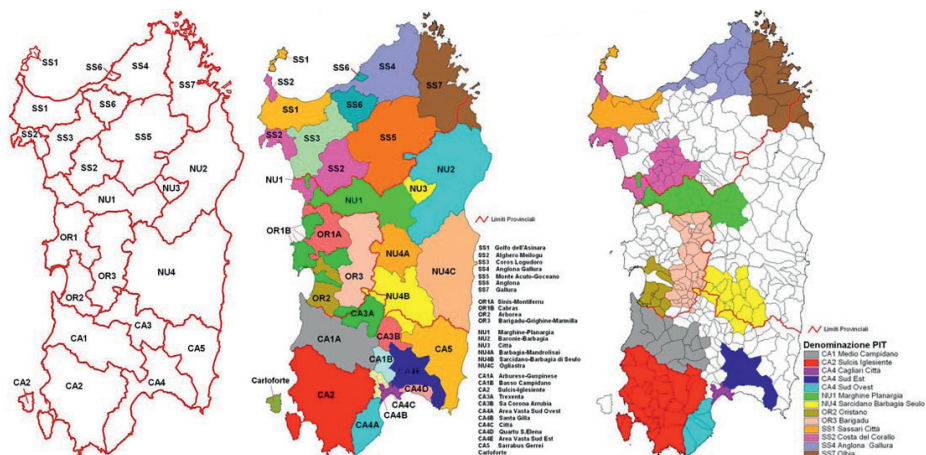 SS1
SS6
SS4
SS7
SS1
SS6
SS2
SS3
SS5
SS2
NU2
NU3
NU1
OR1
OR3
NU4
OR2
CA3
CA1
CA5
CA2
CA2
CA4
SS1
SS6
SS4
SS2
SS7
SS1
SS6
SS2
SS3
SS5
SS2
NU2
NU1
NU3
NU1
OR1B
OR1A
NU4A
OR3
NU4C
OR2
NU4B
CA3A
CA1A
CA3B
CA5
CA1B
Carloforte
CA2
CA4D
CA4C
CA4B
CA4A
Limiti Provinciali
SS1 Golfo dell'Asinara
SS2 Alghero Meilogu
SS3 Coros Logudoro
SS4 Anglona Gallura
SS5 Monte Acuto-Goceano
SS6 Anglona
SS7 Gallura
OR1A Sinis-Montiferru
OR1B Cabras
OR2 Arborea
OR3 Barigadu-Grighine-Marmilla
NU1 Marghine-Planargia
NU2 Baronie-Barbagia
NU3 Città
NU4A Barbagia-Mandrolisai
NU4B Sarcidano-Barbagia di Seulo
NU4C Ogliastra
CA1A Arburese-Guspinese
CA1B Basso Campidano
CA2 Sulcis-Iglesiente
CA3A Trexenta
CA3B Sa Corona Arrubia
CA4A Area Vasta Sud Ovest
CA4B Santa Gilla
CA4C Città
CA4D Quartu S.Elena
CA4E Area Vasta Sud Est
CA5 Sarrabus Gerrei
Carloforte
Limiti Provinciali
Denominazione PIT
CA1 Medio Campidano
CA2 Sulcis Iglesiente
CA4 Cagliari Città
CA4 Sud Est
CA4 Sud Ovest
NU1 Marghine Planargia
NU4 Sarcidano Barbagia Seulo
OR2 Oristano
OR3 Barigadu
SS1 Sassari Città
SS2 Costa del Corallo
SS4 Anglona Gallura
SS7 Olbia